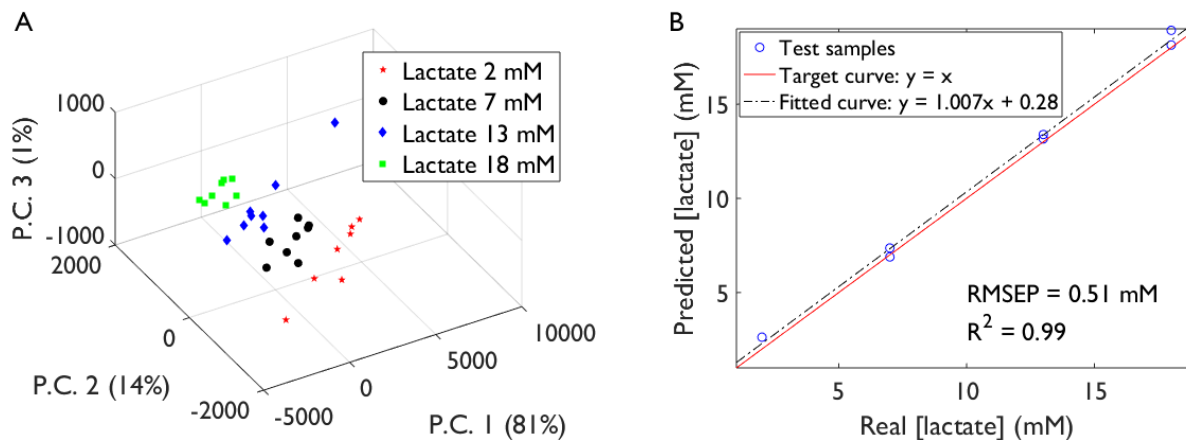 A
Lactate 2 mM
Lactate 7 mM
Lactate 13 mM
Lactate 18 mM
P.C. 3 (1%)
1000
0
-1000
2000
0
-2000
P.C. 2 (14%)
-5000
0
5000
10000
P.C. 1 (81%)
B
Test samples
Target curve: y = x
Fitted curve: y = 1.007x + 0.28
Predicted [lactate] (mM)
15
10
5
RMSEP = 0.51 mM
R² = 0.99
5
10
15
Real [lactate] (mM)